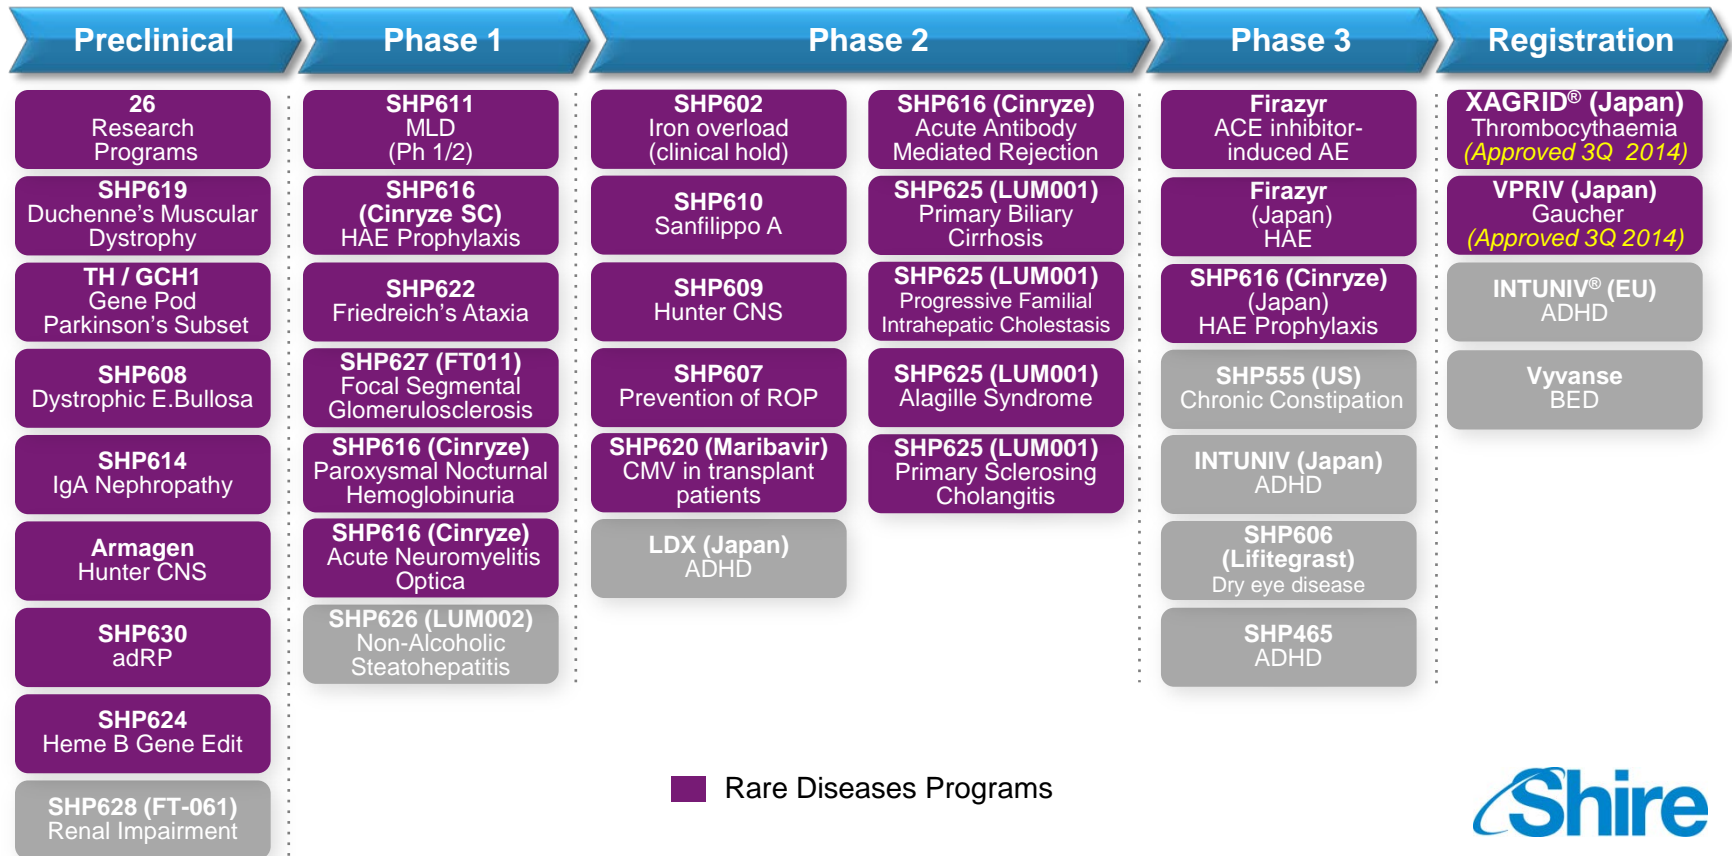 Preclinical
Phase 1
Phase 2
Phase 3
Registration
26
Research
Programs
SHP619
Duchenne's Muscular
Dystrophy
TH / GCH1
Gene Pod
Parkinson's Subset
SHP608
Dystrophic E.Bullosa
SHP614
IgA Nephropathy
Armagen
Hunter CNS
SHP630
adRP
SHP624
Heme B Gene Edit
SHP628 (FT-061)
Renal Impairment
SHP611
MLD
(Ph 1/2)
SHP616
(Cinryze SC)
HAE Prophylaxis
SHP622
Friedreich's Ataxia
SHP627 (FT011)
Focal Segmental
Glomerulosclerosis
SHP616 (Cinryze)
Paroxysmal Nocturnal
Hemoglobinuria
SHP616 (Cinryze)
Acute Neuromyelitis
Optica
SHP626 (LUM002)
Non-Alcoholic
Steatohepatitis
SHP602
Iron overload
(clinical hold)
SHP610
Sanfilippo A
SHP609
Hunter CNS
SHP607
Prevention of ROP
SHP620 (Maribavir)
CMV in transplant
patients
LDX (Japan)
ADHD
SHP616 (Cinryze)
Acute Antibody
Mediated Rejection
SHP625 (LUM001)
Primary Biliary
Cirrhosis
SHP625 (LUM001)
Progressive Familial
Intrahepatic Cholestasis
SHP625 (LUM001)
Alagille Syndrome
SHP625 (LUM001)
Primary Sclerosing
Cholangitis
Firazyr
ACE inhibitor-
induced AE
Firazyr
(Japan)
HAE
SHP616 (Cinryze)
(Japan)
HAE Prophylaxis
SHP555 (US)
Chronic Constipation
INTUNIV (Japan)
ADHD
SHP606
(Lifitegrast)
Dry eye disease
SHP465
ADHD
XAGRID® (Japan)
Thrombocythaemia
(Approved 3Q 2014)
VPRIV (Japan)
Gaucher
(Approved 3Q 2014)
INTUNIV® (EU)
ADHD
Vyvanse
BED
Rare Diseases Programs
Shire